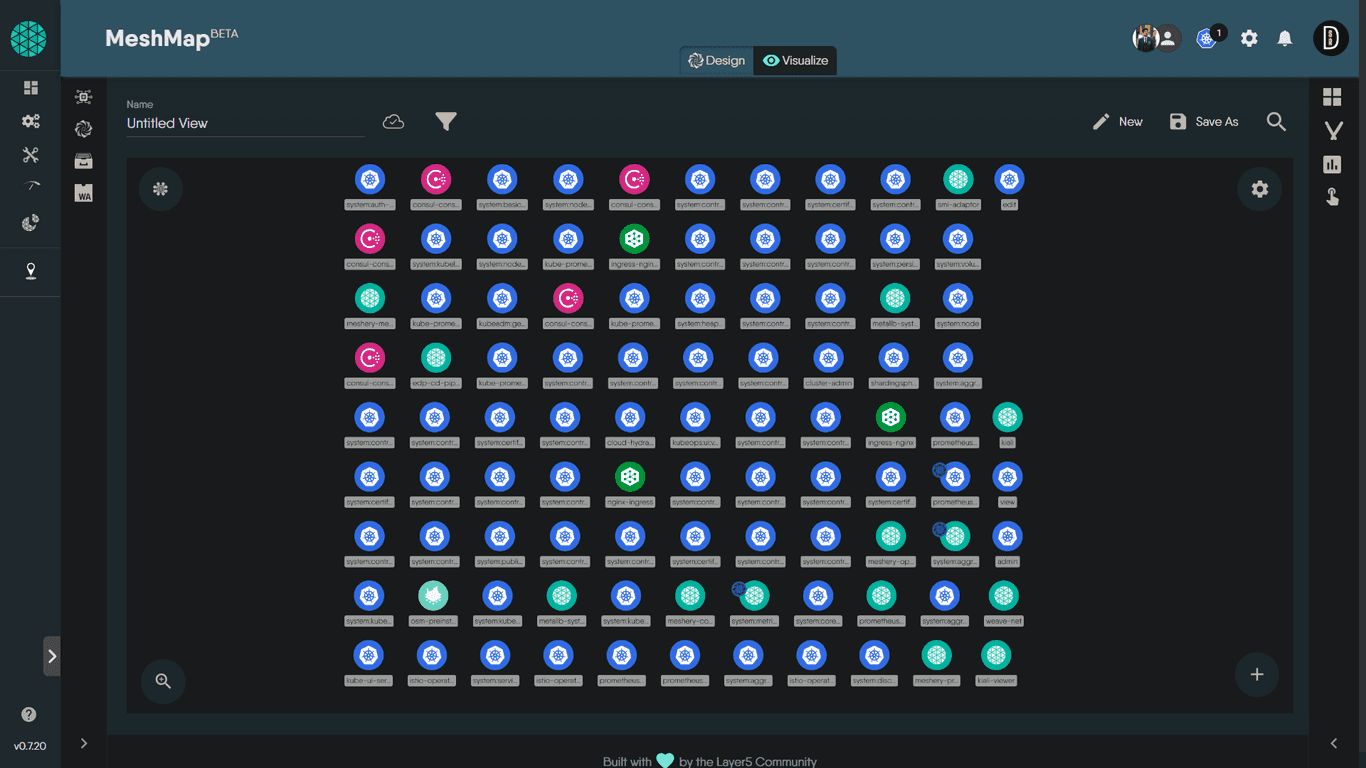 MeshMap BETA
1
Design Visualize
Name
Untitled View
New Save As
WA
system:auth-... consul-cons... system:basic... system:node... consul-cons... system:contr... system:contr... system:certif... system:contr... smi-adaptor edit
consul-cons... system:kubel... system:node... kube-prome... ingress-ngin... system:contr... system:contr... system:contr... system:persi... system:volu...
meshery-me... kube-prome... kubeadm:ge... consul-cons... kube-prome... system:heap... system:contr... system:contr... metallb-syst... system:node
consul-cons... edp-cd-pip... kube-prome... system:contr... system:contr... system:contr... system:contr... cluster-admin shardingsph... system:aggr...
system:contr... system:contr... system:certif... system:contr... cloud-hydra... kubeops:u:v... system:contr... system:contr... ingress-nginx prometheus... kiali
system:certif... system:contr... system:contr... system:contr... nginx-ingress system:contr... system:contr... system:contr... system:certif... prometheus... view
system:contr... system:contr... system:publi... system:contr... system:contr... system:certif... system:contr... system:contr... meshery-op... system:aggr... admin
system:kube... osm-preinst... system:kube... metallb-syst... system:kube... meshery-co... system:metri... system:core... prometheus... system:aggr... weave-net
kube-ui-ser... istio-operat... system:servi... istio-operat... prometheus... prometheus... system:aggr... istio-operat... system:disc... meshery-pr... kiali-viewer
v0.7.20
Built with by the Layer5 Community